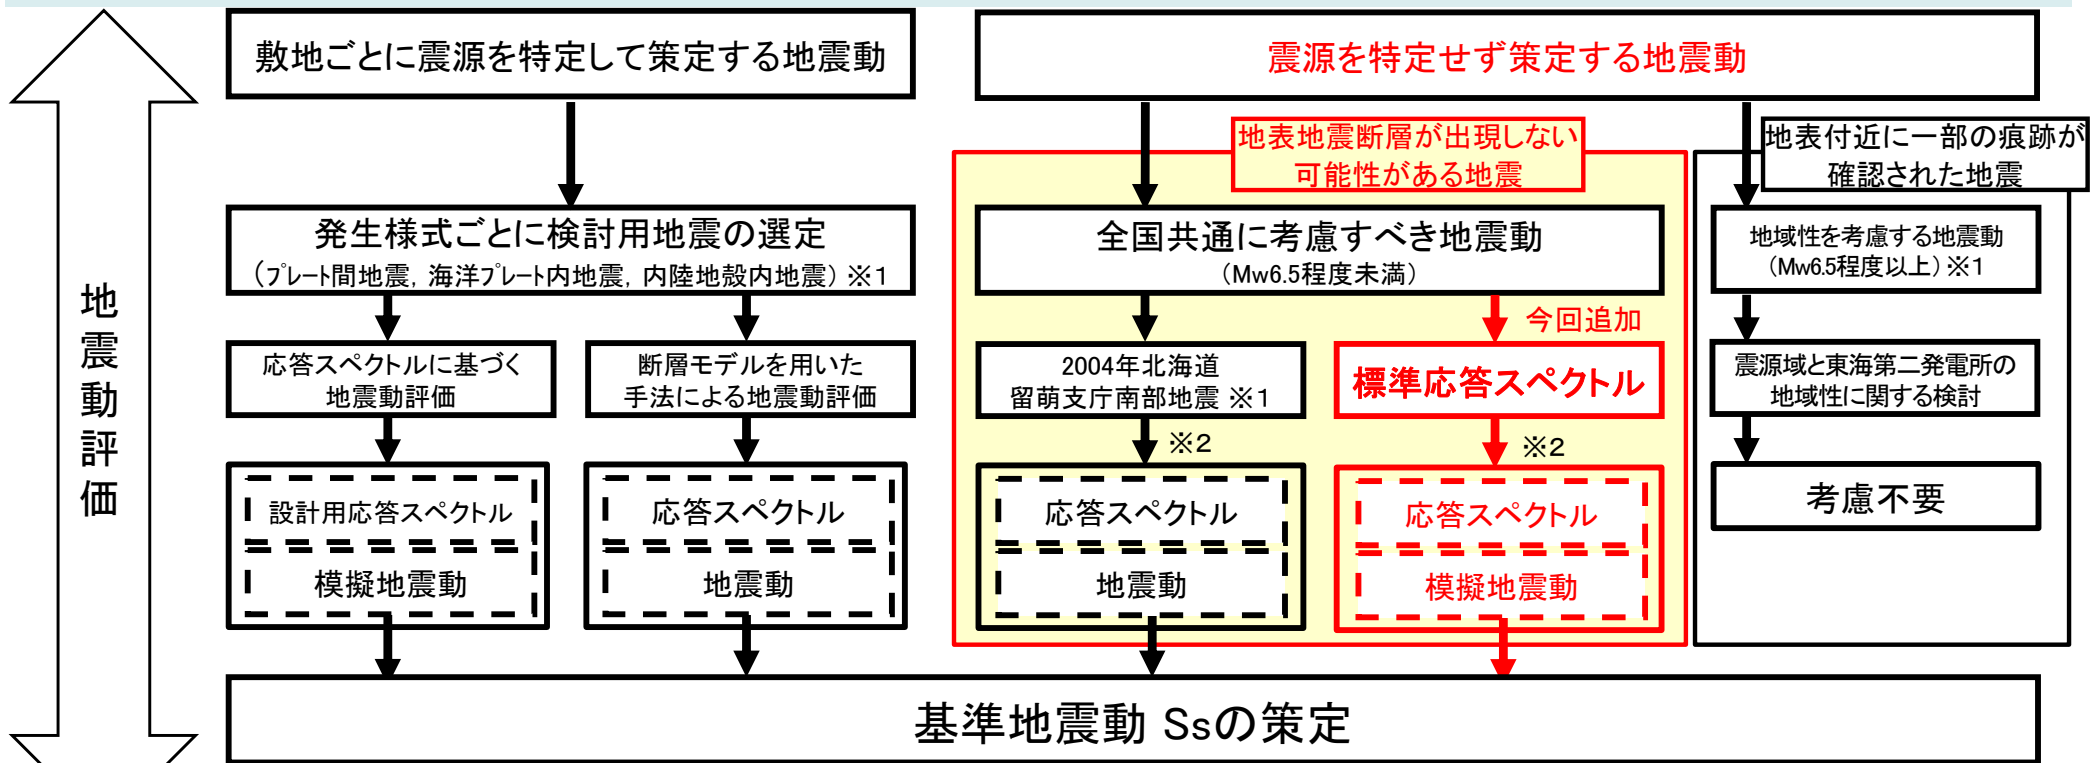 地震動評価
敷地ごとに震源を特定して策定する地震動
震源を特定せず策定する地震動
地表地震断層が出現しない
可能性がある地震
地表付近に一部の痕跡が
確認された地震
発生様式ごとに検討用地震の選定
（プレート間地震，海洋プレート内地震，内陸地殻内地震）※1
全国共通に考慮すべき地震動
（Mw6.5程度未満）
地域性を考慮する地震動
（Mw6.5程度以上）※1
今回追加
応答スペクトルに基づく
地震動評価
断層モデルを用いた
手法による地震動評価
2004年北海道
留萌支庁南部地震 ※1
標準応答スペクトル
震源域と東海第二発電所の
地域性に関する検討
※2
※2
設計用応答スペクトル
模擬地震動
応答スペクトル
地震動
応答スペクトル
地震動
応答スペクトル
模擬地震動
考慮不要
基準地震動 Ssの策定